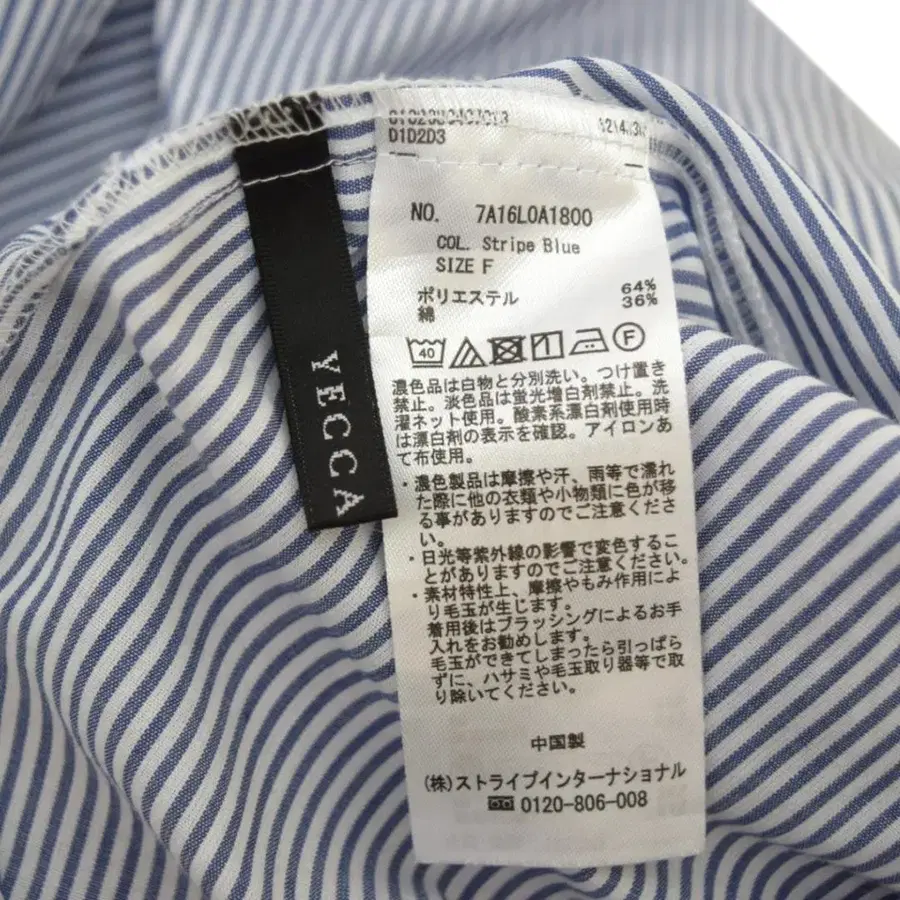 D1D2D3
NO. 7A16L0A1800
COL. Stripe Blue
SIZE F
ポリエステル 64%
綿 36%
40
F
濃色品は白物と分別洗い。つけ置き
禁止。淡色品は蛍光増白剤禁止。洗
濯ネット使用。酸素系漂白剤使用時
は漂白剤の表示を確認。アイロンあ
て布使用。
・濃色製品は摩擦や汗、雨等で濡れ
た際に他の衣類や小物類に色が移
る事がありますのでご注意くださ
い。
・日光等紫外線の影響で変色するこ
とがありますのでご注意ください。
・素材特性上、摩擦やもみ作用によ
り毛玉が生じます。
着用後はブラッシングによるお手
入れをお勧めします。
毛玉ができてしまったら引っぱら
ずに、ハサミや毛玉取り器等で取
り除いてください。
中国製
(株)ストライプインターナショナル
0120-806-008
YECCA